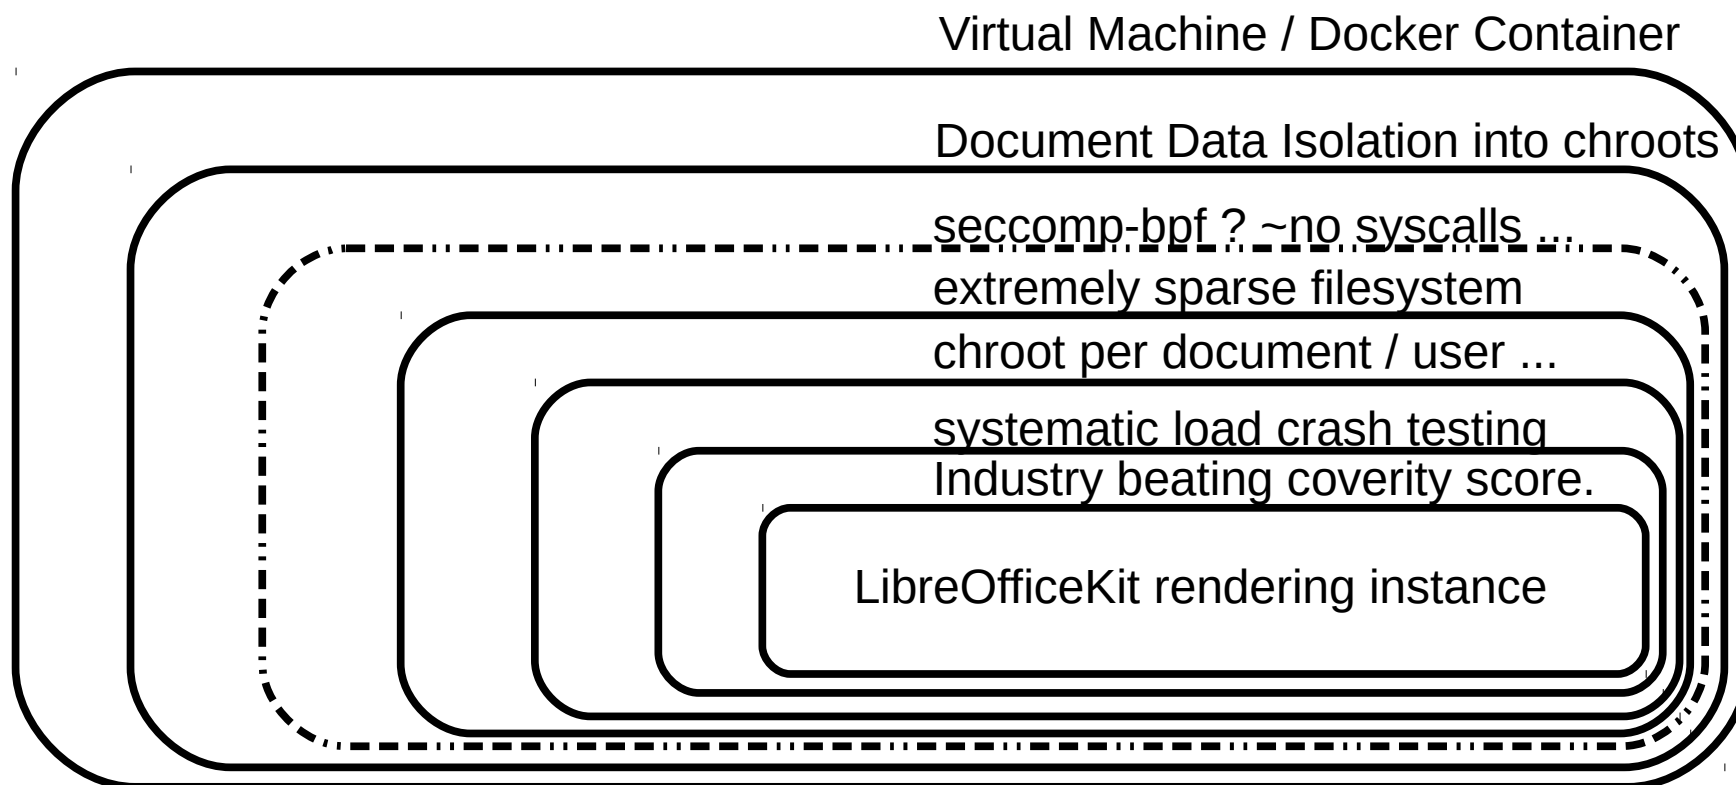 Virtual Machine / Docker Container
Document Data Isolation into chroots
seccomp-bpf ? ~no syscalls ...
extremely sparse filesystem
chroot per document / user ...
systematic load crash testing
Industry beating coverity score.
LibreOfficeKit rendering instance